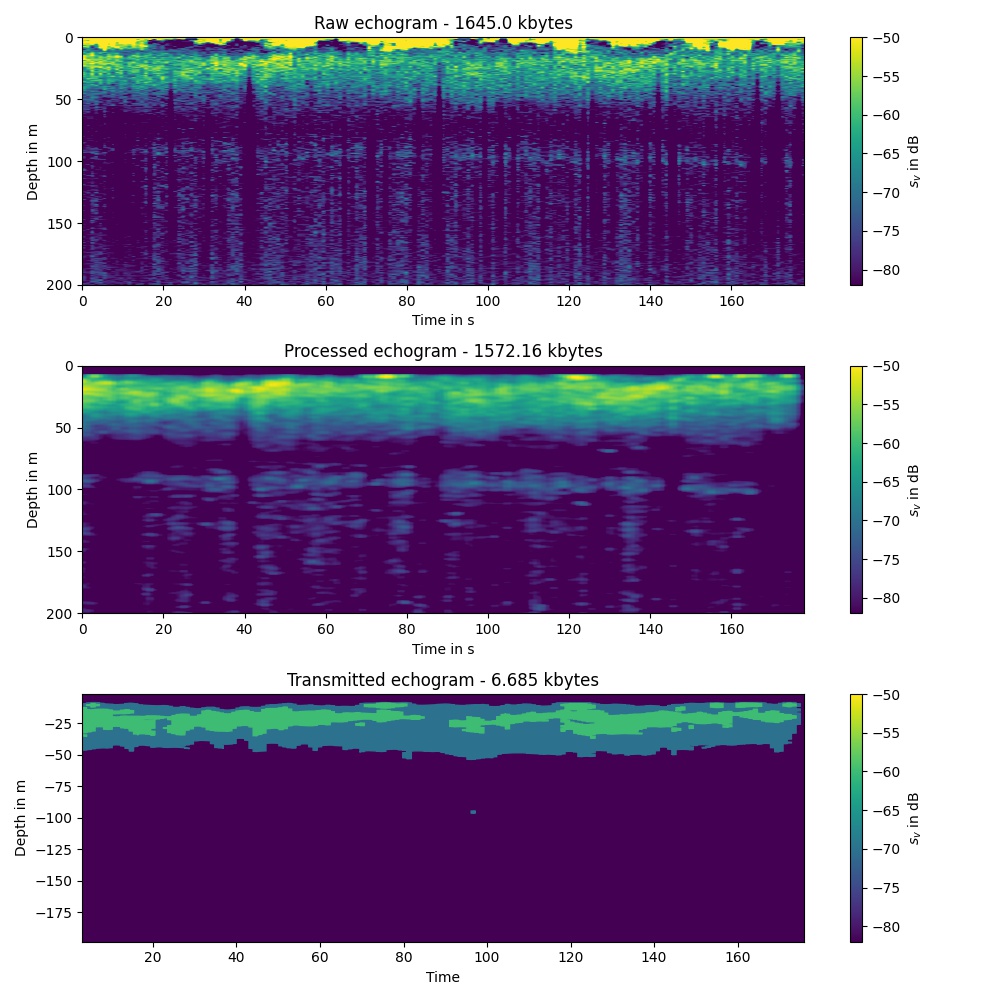 Raw echogram - 1645.0 kbytes
0
50
100
150
200
Depth in m
0 20 40 60 80 100 120 140 160
Time in s
−50
−55
−60
−65
−70
−75
−80
sv in dB
Processed echogram - 1572.16 kbytes
0
50
100
150
200
Depth in m
0 20 40 60 80 100 120 140 160
Time in s
−50
−55
−60
−65
−70
−75
−80
sv in dB
Transmitted echogram - 6.685 kbytes
−25
−50
−75
−100
−125
−150
−175
Depth in m
20 40 60 80 100 120 140 160
Time
−50
−55
−60
−65
−70
−75
−80
sv in dB